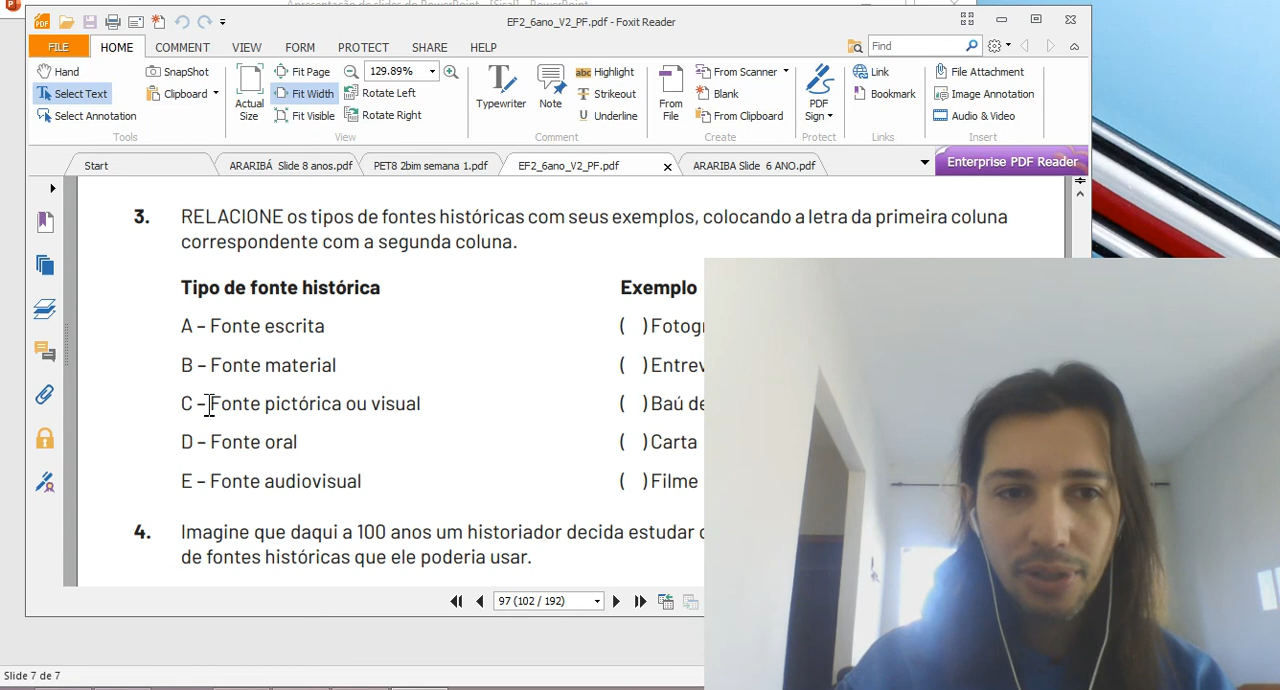 EF2_6ano_V2_PF.pdf - Foxit Reader
FILE HOME COMMENT VIEW FORM PROTECT SHARE HELP Find
Hand SnapShot Fit Page 129.89% abc Highlight From Scanner Link File Attachment
Select Text Clipboard Actual Size Fit Width Rotate Left Typewriter Note Strikeout From File Blank PDF Sign Bookmark Image Annotation
Select Annotation Fit Visible Rotate Right Underline From Clipboard Audio & Video
Tools View Comment Create Protect Links Insert
Start ARARIBÁ Slide 8 anos.pdf PET8 2bim semana 1.pdf EF2_6ano_V2_PF.pdf ARARIBA Slide 6 ANO.pdf Enterprise PDF Reader
3. RELACIONE os tipos de fontes históricas com seus exemplos, colocando a letra da primeira coluna
correspondente com a segunda coluna.
Tipo de fonte histórica Exemplo
A – Fonte escrita ( )
B – Fonte material ( )
C – Fonte pictórica ou visual ( ) Baú de
D – Fonte oral ( ) Carta
E – Fonte audiovisual ( ) Filme
4. Imagine que daqui a 100 anos um historiador decida estudar
de fontes históricas que ele poderia usar.
97 (102 / 192)
Slide 7 de 7